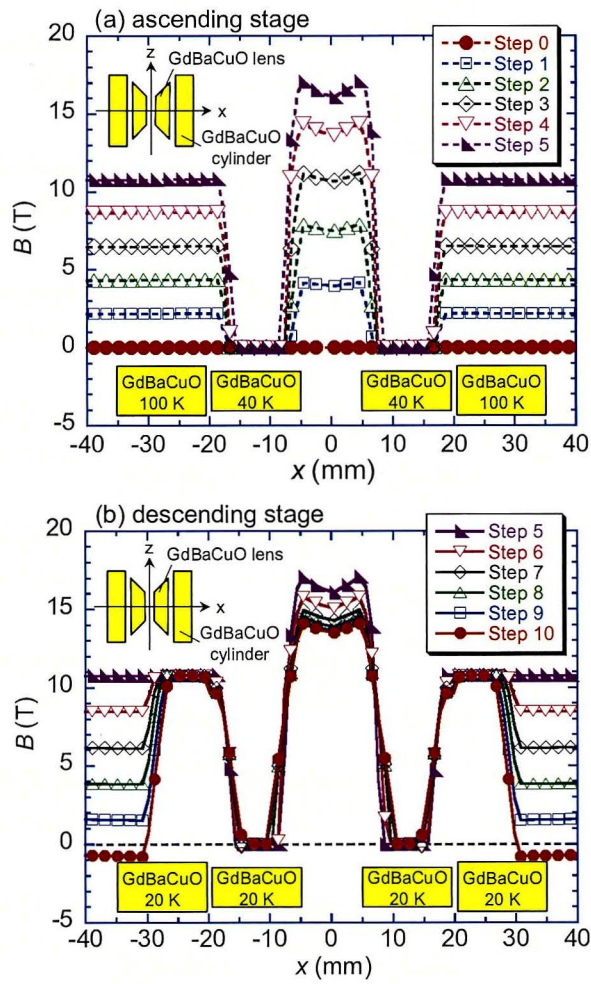 (a) ascending stage
z
GdBaCuO lens
x
GdBaCuO
cylinder
Step 0
Step 1
Step 2
Step 3
Step 4
Step 5
20
15
10
5
0
-5
B (T)
GdBaCuO
100 K
GdBaCuO
40 K
GdBaCuO
40 K
GdBaCuO
100 K
-40 -30 -20 -10 0 10 20 30 40
x (mm)
(b) descending stage
z
GdBaCuO lens
x
GdBaCuO
cylinder
Step 5
Step 6
Step 7
Step 8
Step 9
Step 10
20
15
10
5
0
-5
B (T)
GdBaCuO
20 K
GdBaCuO
20 K
GdBaCuO
20 K
GdBaCuO
20 K
-40 -30 -20 -10 0 10 20 30 40
x (mm)